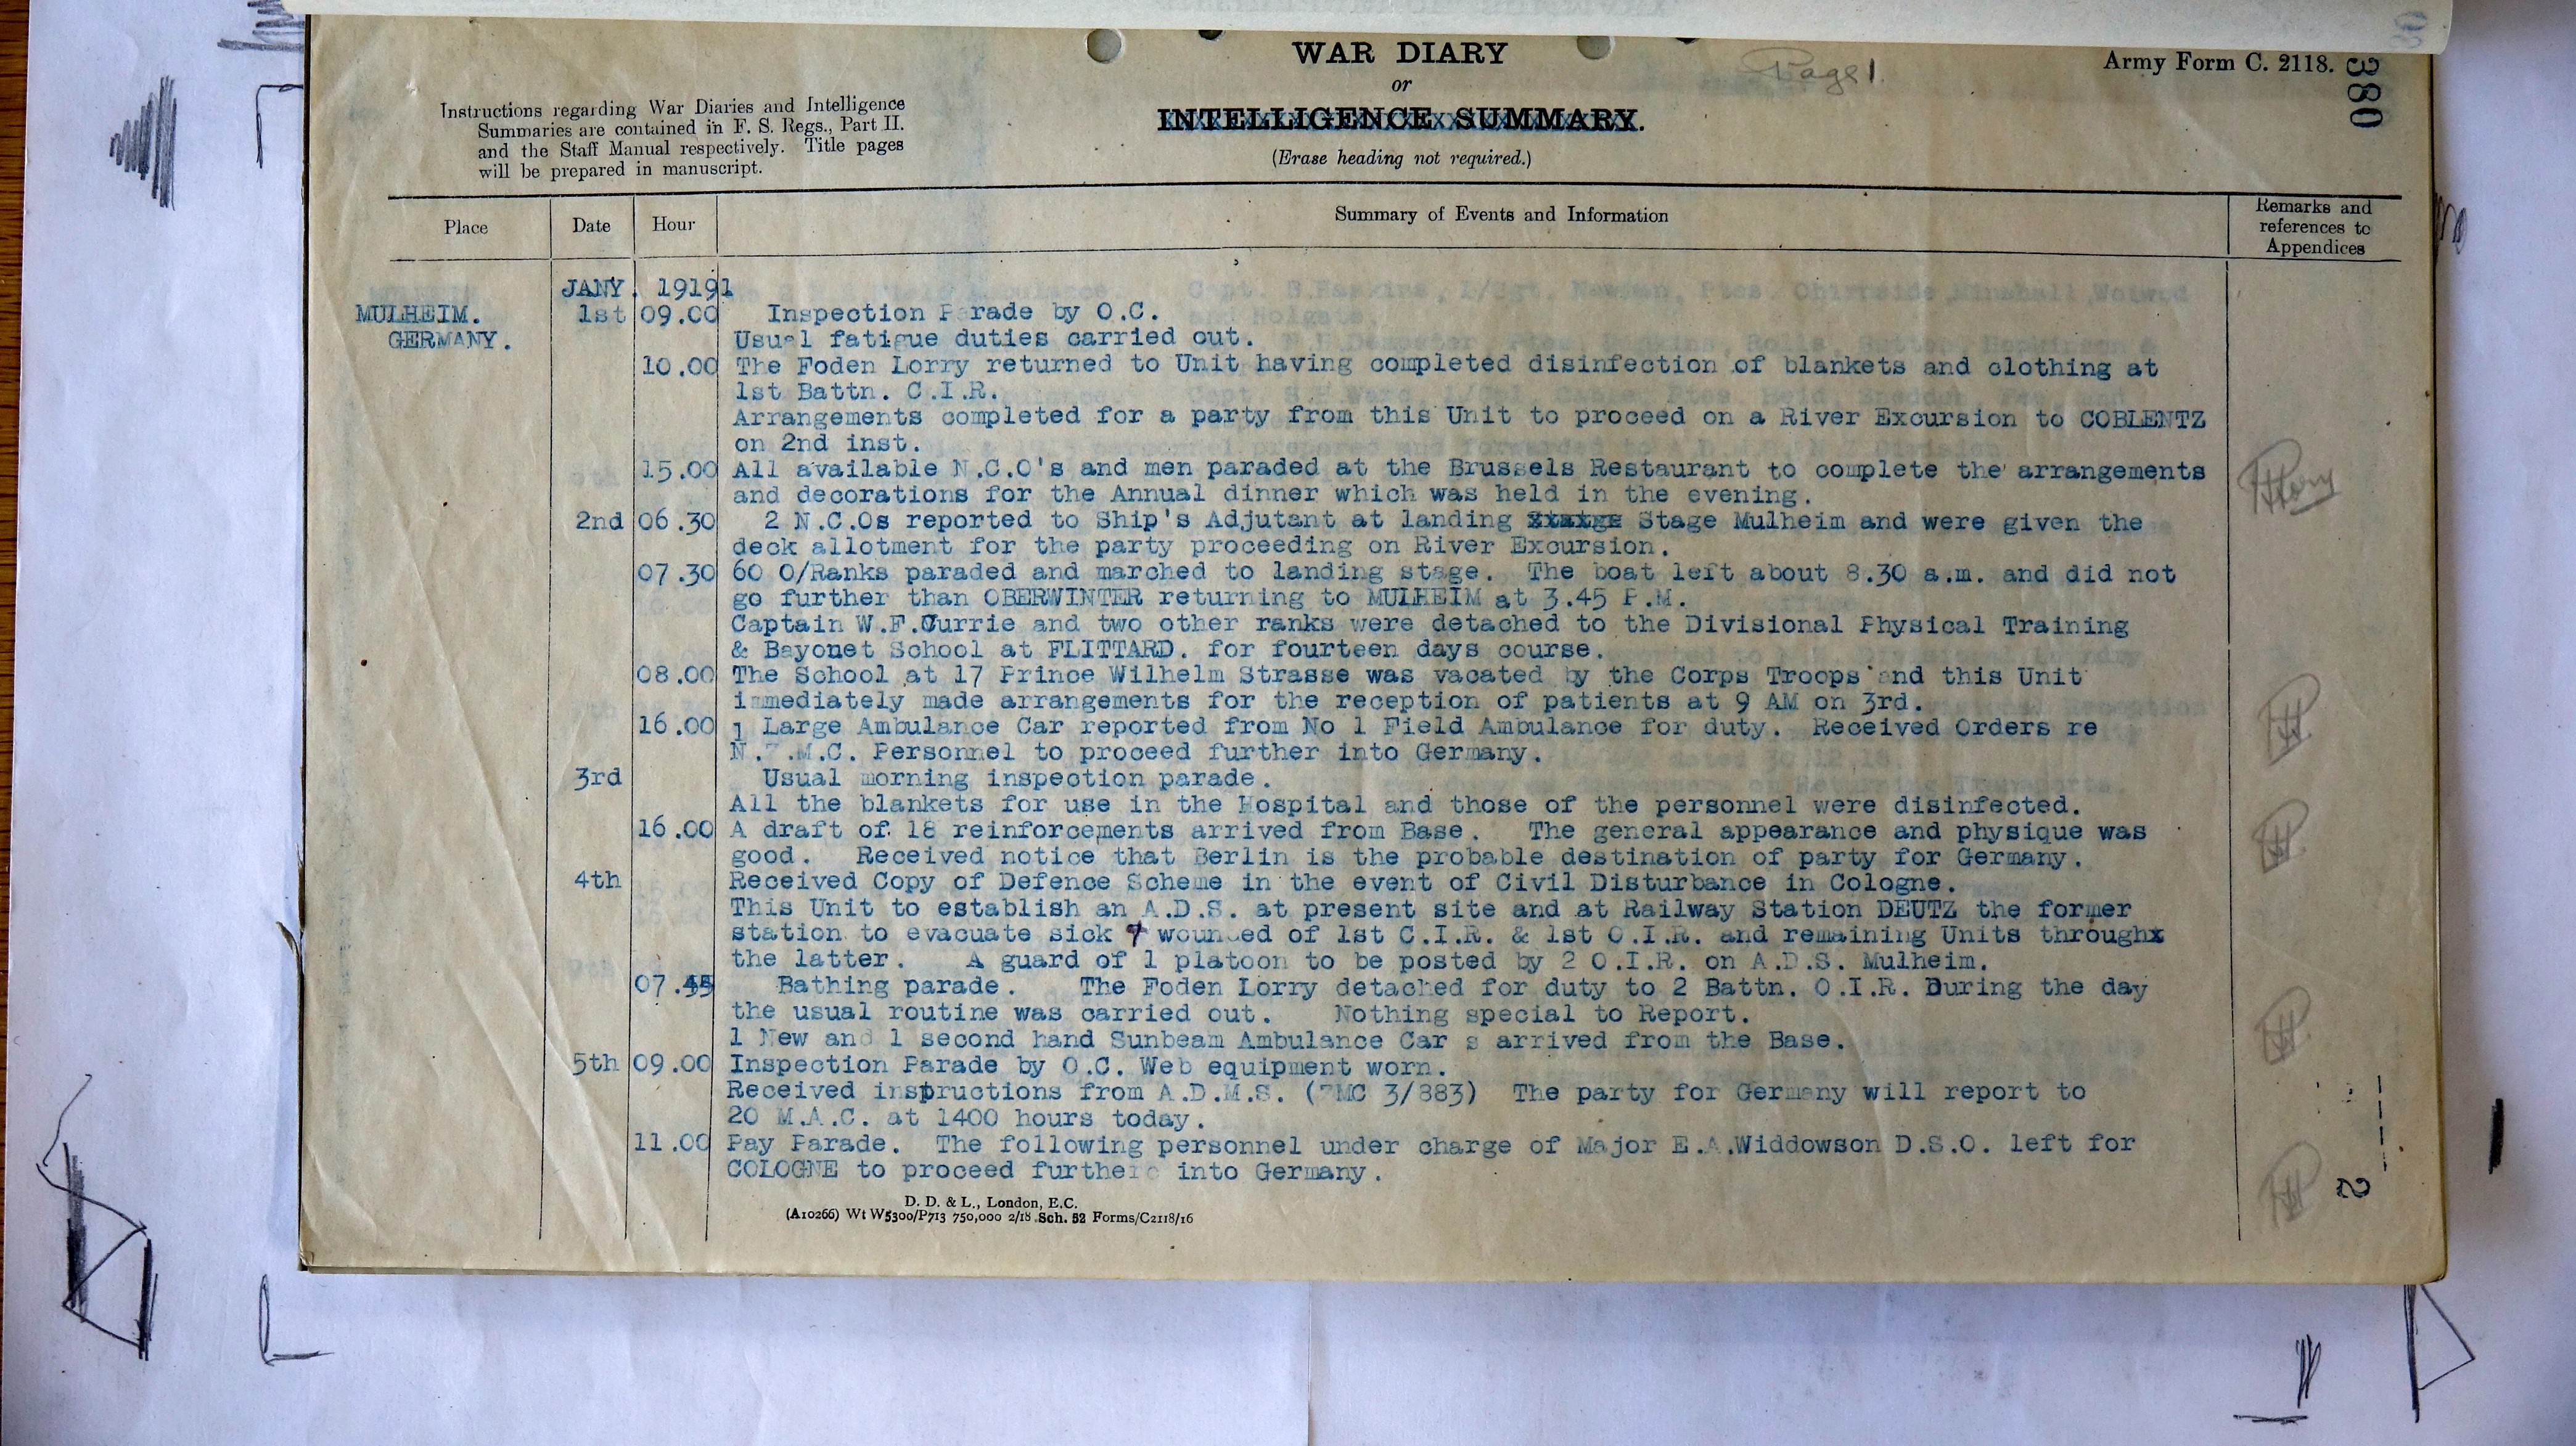 WAR DIARY
or
INTELLIGENCE SUMMARY.
(Erase heading not required.)
Page 1.
Army Form C. 2118.
380
Instructions regarding War Diaries and Intelligence
Summaries are contained in F. S. Regs., Part II.
and the Staff Manual respectively. Title pages
will be prepared in manuscript.
Place Date Hour Summary of Events and Information Remarks and
references to
Appendices
JANY. 19191
MULHEIM. 1st 09.00 Inspection Parade by O.C.
GERMANY. Usual fatigue duties carried out.
10.00 The Foden Lorry returned to Unit having completed disinfection of blankets and clothing at
1st Battn. C.I.R.
Arrangements completed for a party from this Unit to proceed on a River Excursion to COBLENTZ
on 2nd inst.
15.00 All available N.C.O's and men paraded at the Brussels Restaurant to complete the arrangements
and decorations for the Annual dinner which was held in the evening.
2nd 06.30 2 N.C.Os reported to Ship's Adjutant at landing Stage Mulheim and were given the
deck allotment for the party proceeding on River Excursion.
07.30 60 O/Ranks paraded and marched to landing stage. The boat left about 8.30 a.m. and did not
go further than OBERWINTER returning to MULHEIM at 3.45 P.M.
Captain W.F.Currie and two other ranks were detached to the Divisional Physical Training
& Bayonet School at FLITTARD. for fourteen days course.
08.00 The School at 17 Prince Wilhelm Strasse was vacated by the Corps Troops and this Unit
immediately made arrangements for the reception of patients at 9 AM on 3rd.
16.00 1 Large Ambulance Car reported from No 1 Field Ambulance for duty. Received Orders re
Personnel to proceed further into Germany.
3rd Usual morning inspection parade.
All the blankets for use in the Hospital and those of the personnel were disinfected.
16.00 A draft of 18 reinforcements arrived from Base. The general appearance and physique was
good. Received notice that Berlin is the probable destination of party for Germany.
4th Received Copy of Defence Scheme in the event of Civil Disturbance in Cologne.
This Unit to establish an A.D.S. at present site and at Railway Station DEUTZ the former
station to evacuate sick + wounded of 1st C.I.R. & 1st O.I.R. and remaining Units throughx
the latter. A guard of 1 platoon to be posted by 2 O.I.R. on A.D.S. Mulheim.
07.45 Bathing parade. The Foden Lorry detached for duty to 2 Battn. O.I.R. During the day
the usual routine was carried out. Nothing special to Report.
1 New and 1 second hand Sunbeam Ambulance Car s arrived from the Base.
5th 09.00 Inspection Parade by O.C. Web equipment worn.
Received instructions from A.D.M.S. ( 3/883) The party for Germany will report to
20 M.A.C. at 1400 hours today.
11.00 Pay Parade. The following personnel under charge of Major E.A.Widdowson D.S.O. left for
COLOGNE to proceed further into Germany.
2
D. D. & L., London, E.C.
(A10266) Wt W5300/P713 750,000 2/18 Sch. 52 Forms/C2118/16